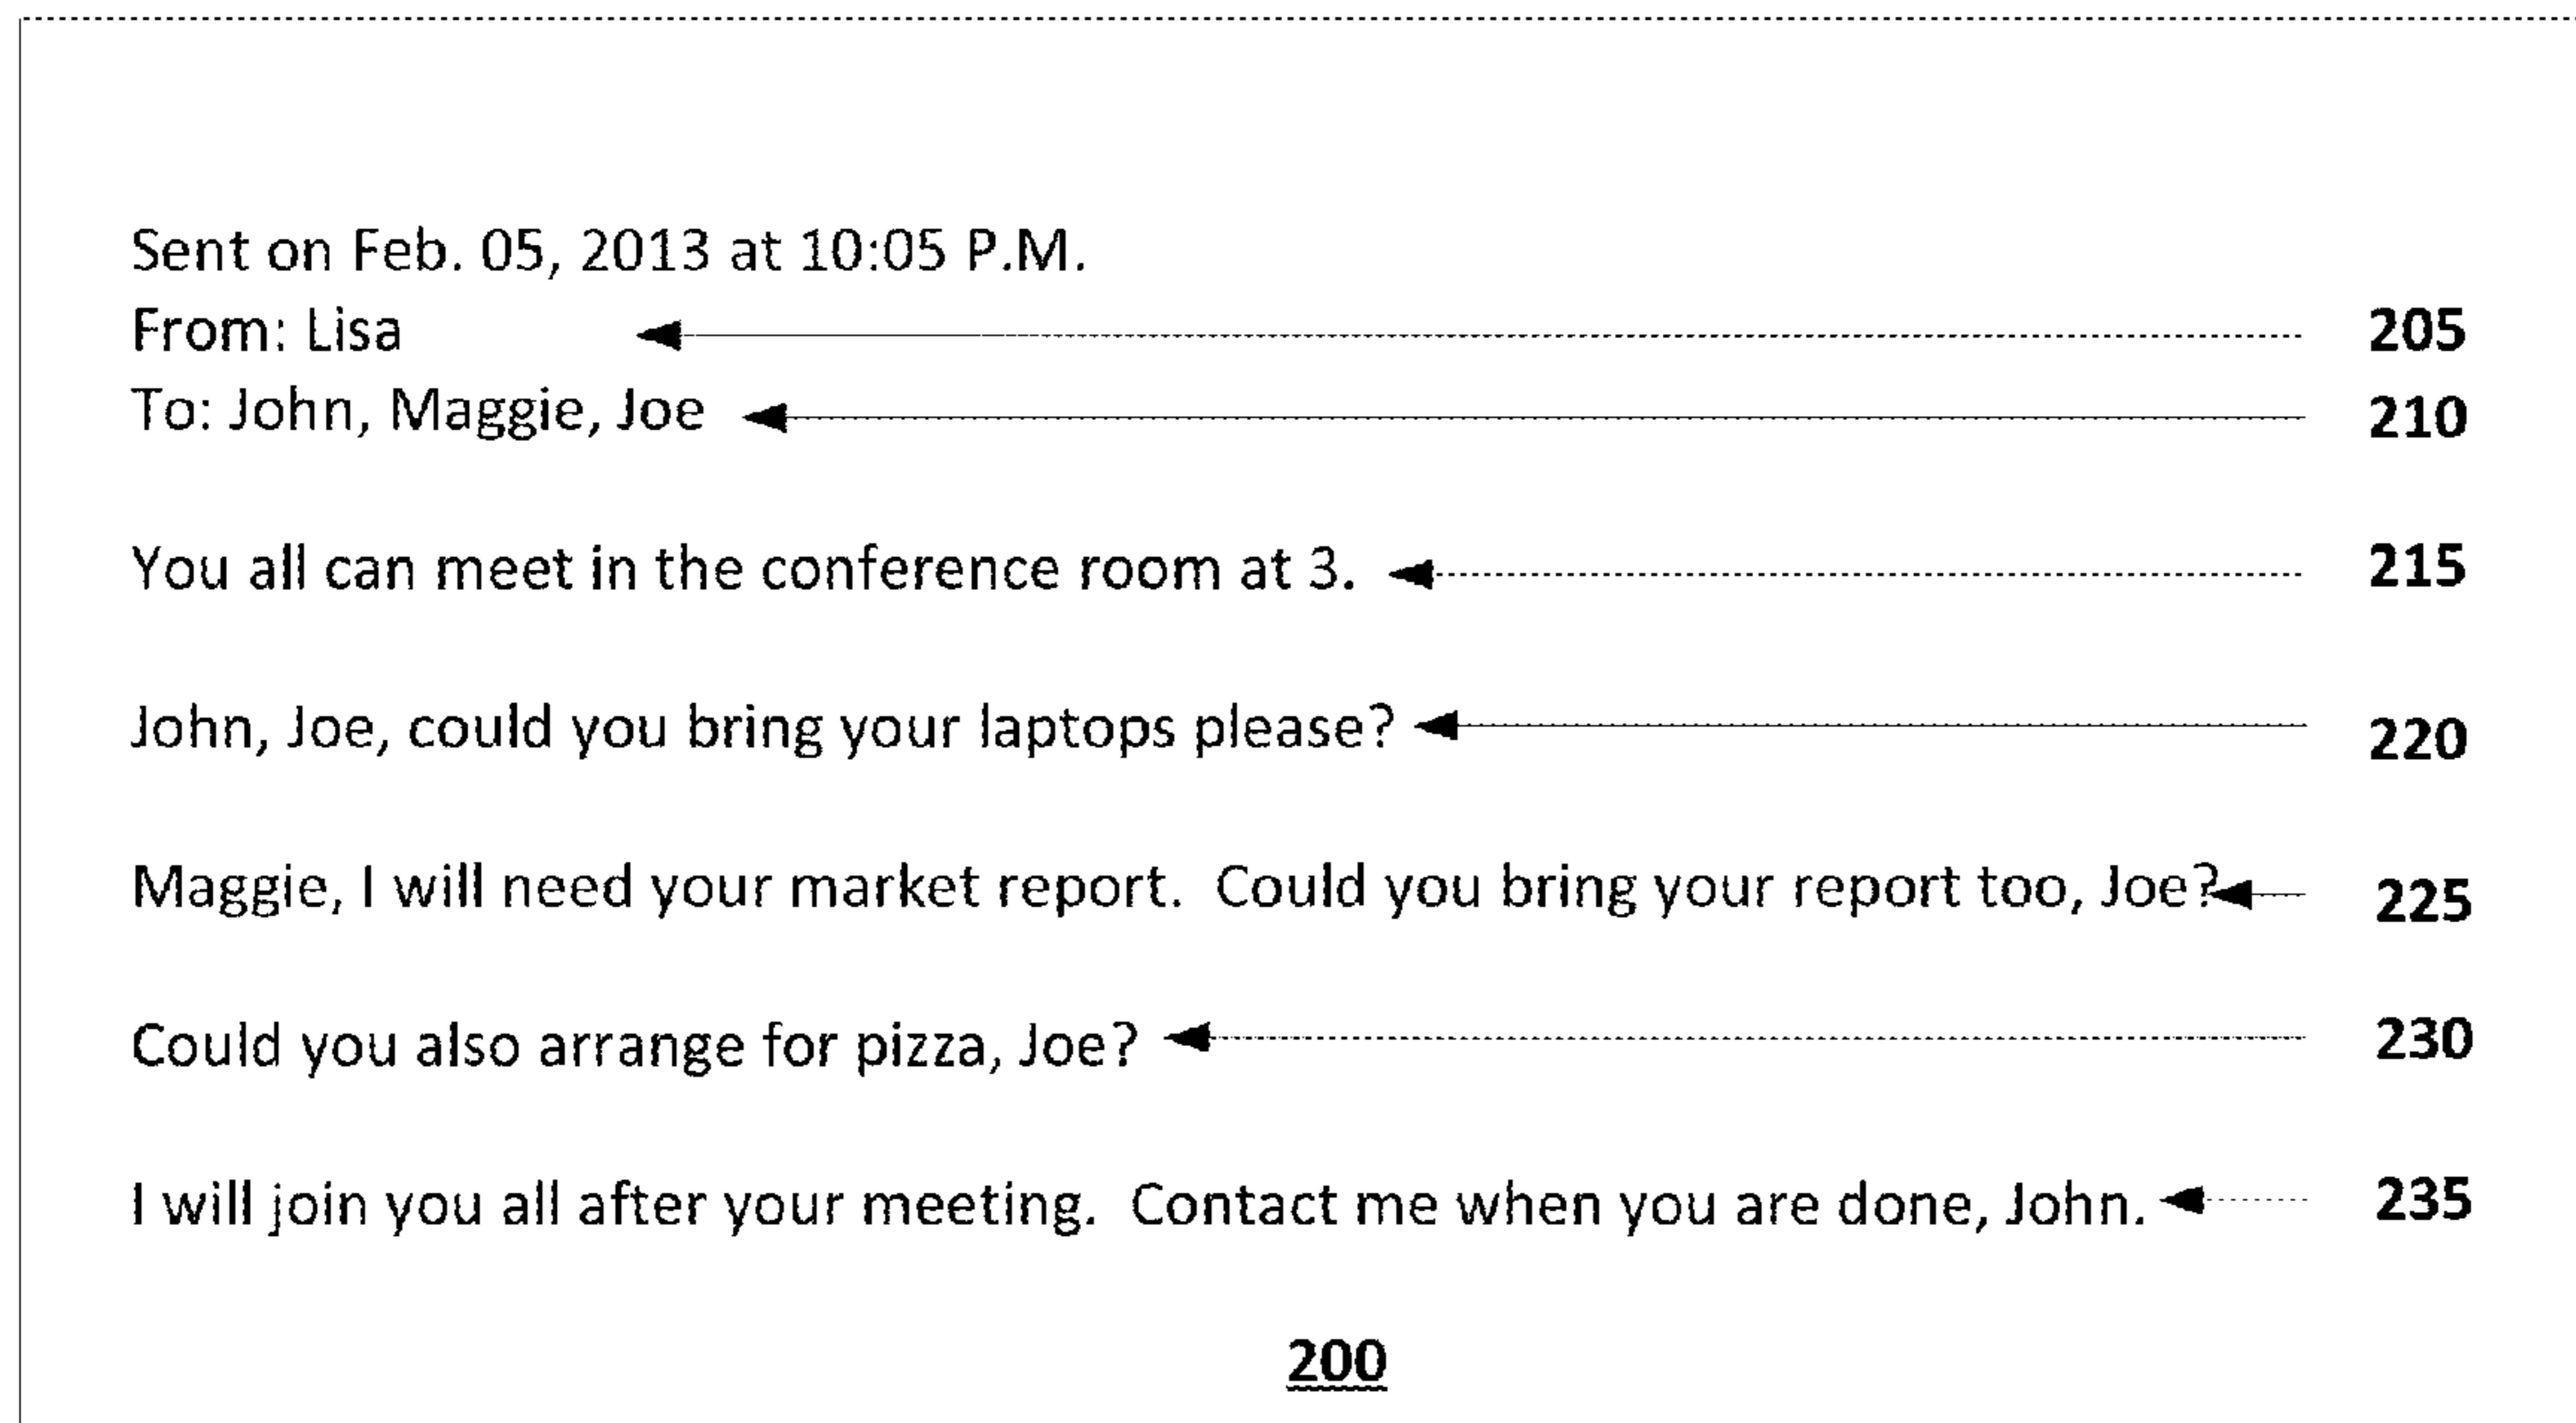 Sent on Feb. 05, 2013 at 10:05 P.M.
From: Lisa 205
To: John, Maggie, Joe 210
You all can meet in the conference room at 3. 215
John, Joe, could you bring your laptops please? 220
Maggie, I will need your market report. Could you bring your report too, Joe? 225
Could you also arrange for pizza, Joe? 230
I will join you all after your meeting. Contact me when you are done, John. 235
200